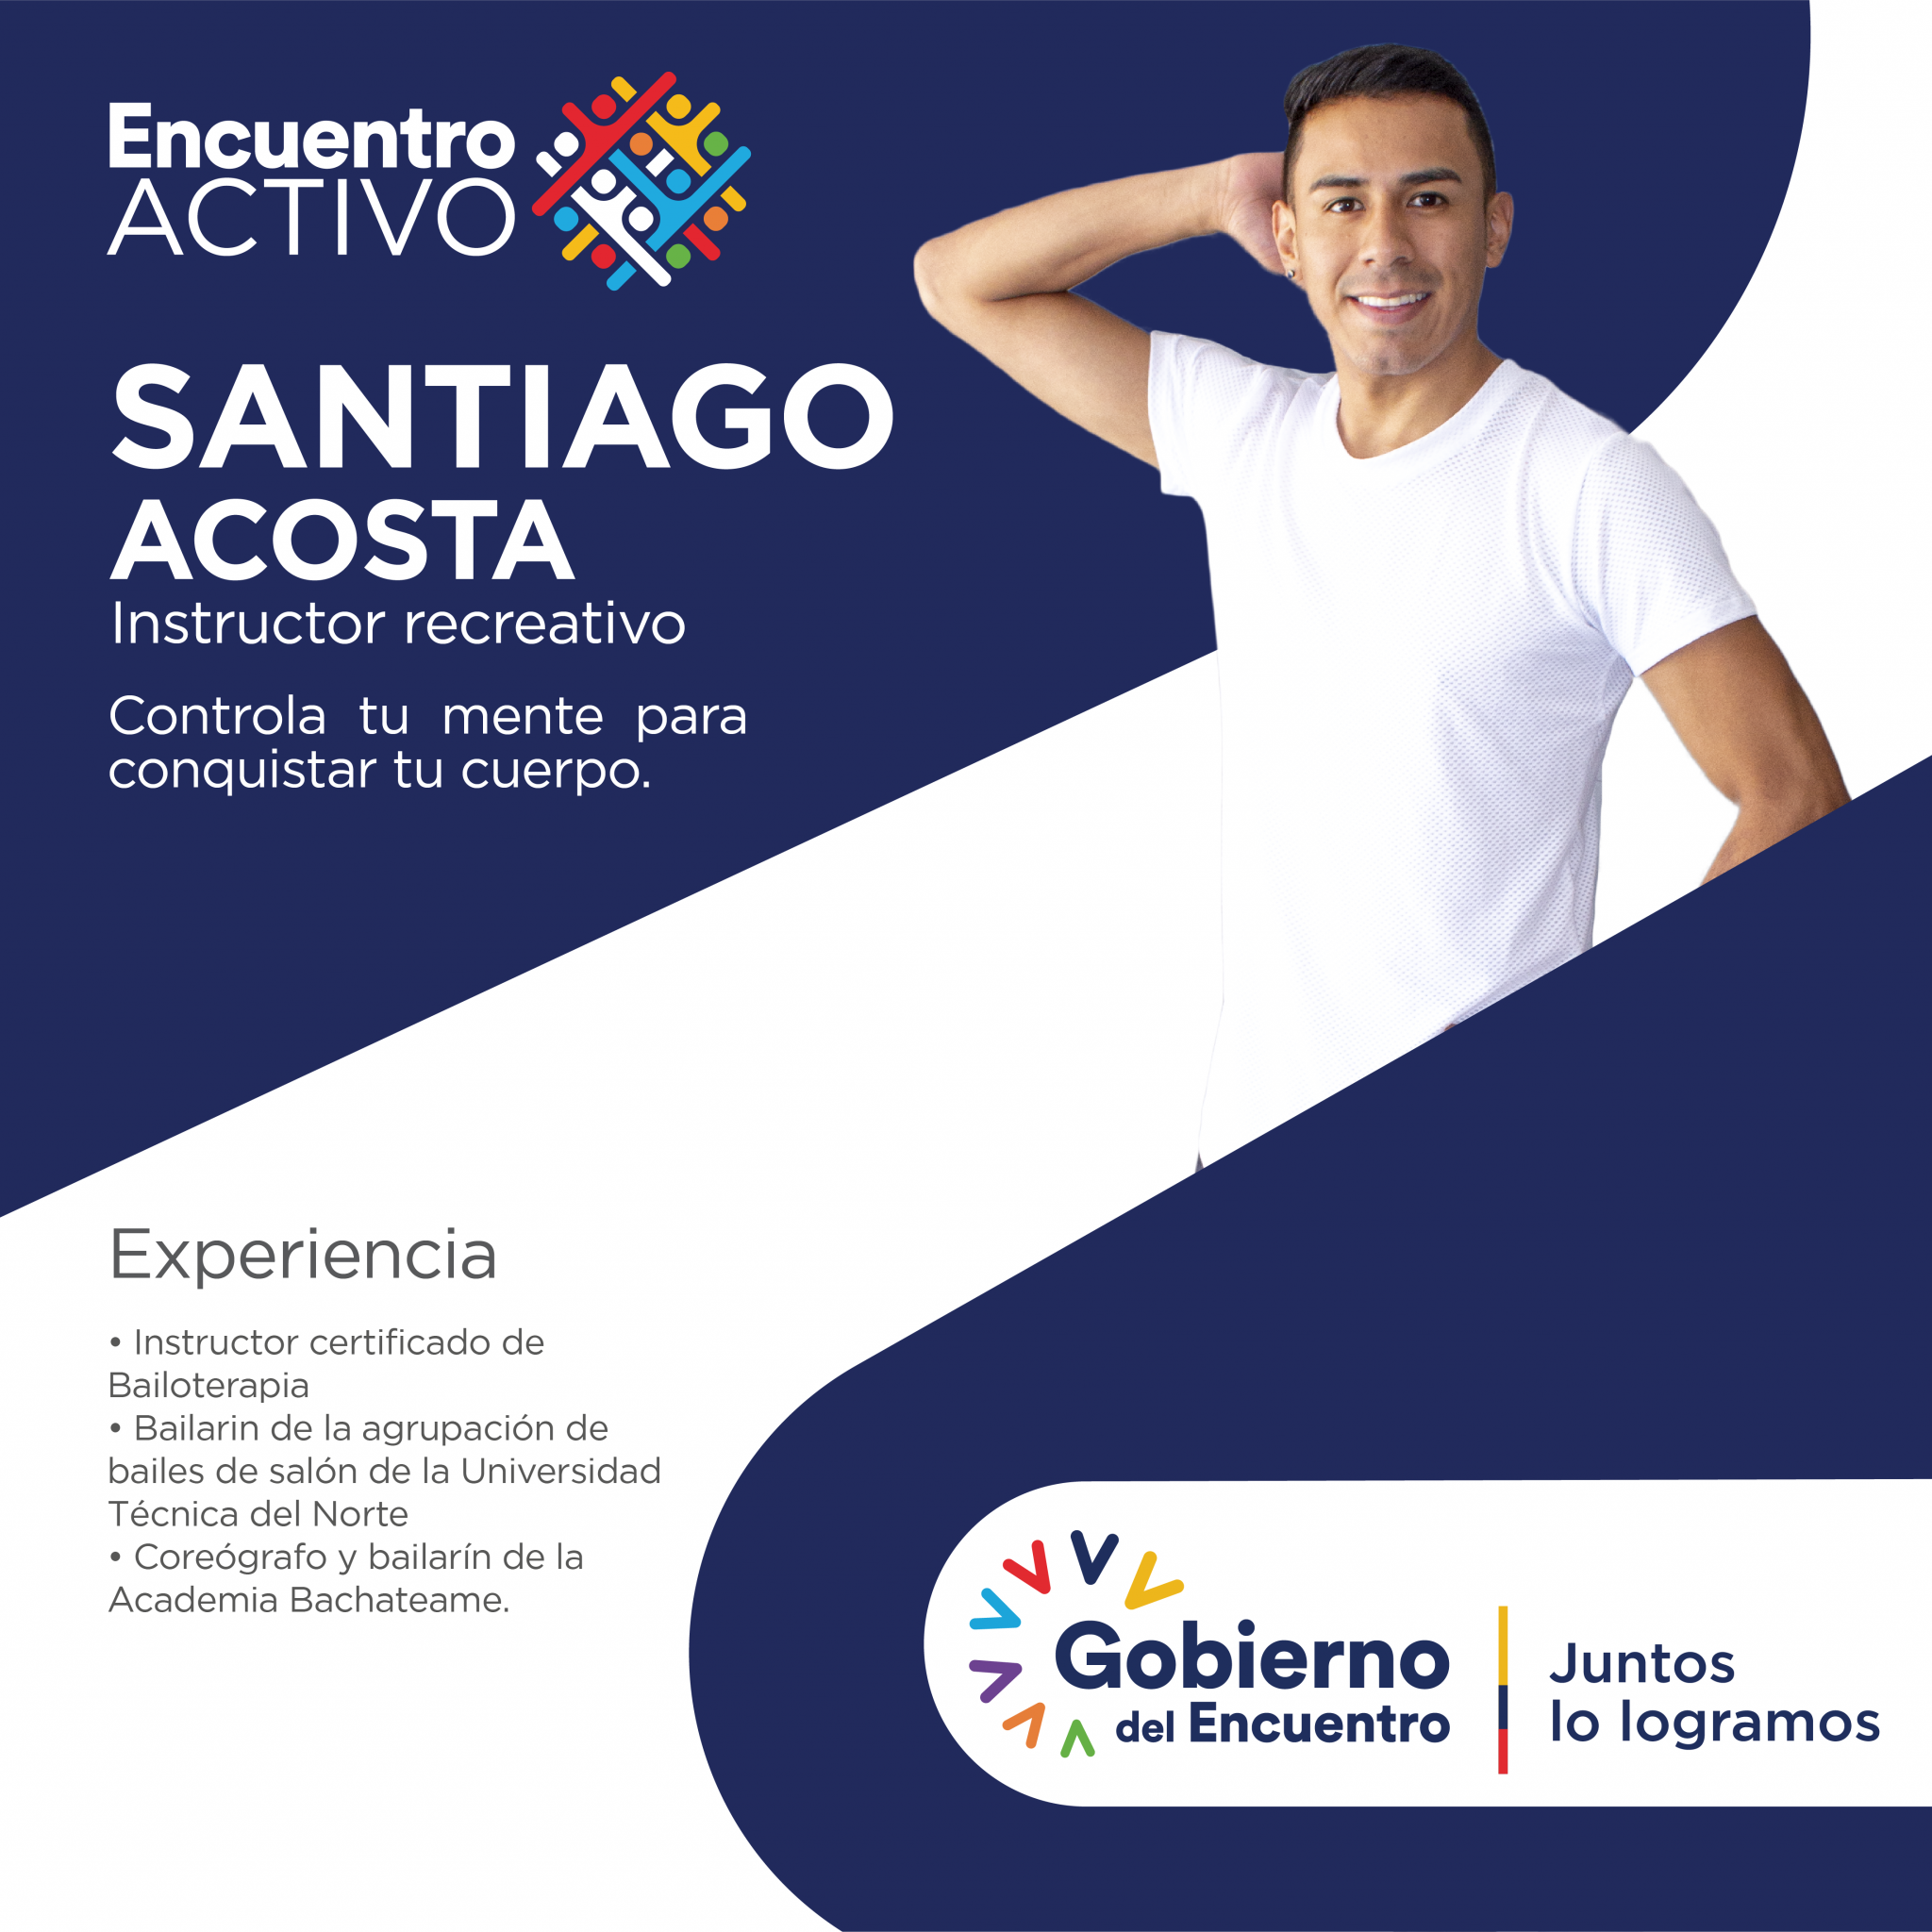 Encuentro
ACTIVO
SANTIAGO
ACOSTA
Instructor recreativo
Controla tu mente para
conquistar tu cuerpo.
Experiencia
• Instructor certificado de
Bailoterapia
• Bailarin de la agrupación de
bailes de salón de la Universidad
Técnica del Norte
• Coreógrafo y bailarín de la
Academia Bachateame.
Gobierno
del Encuentro
Juntos
lo logramos